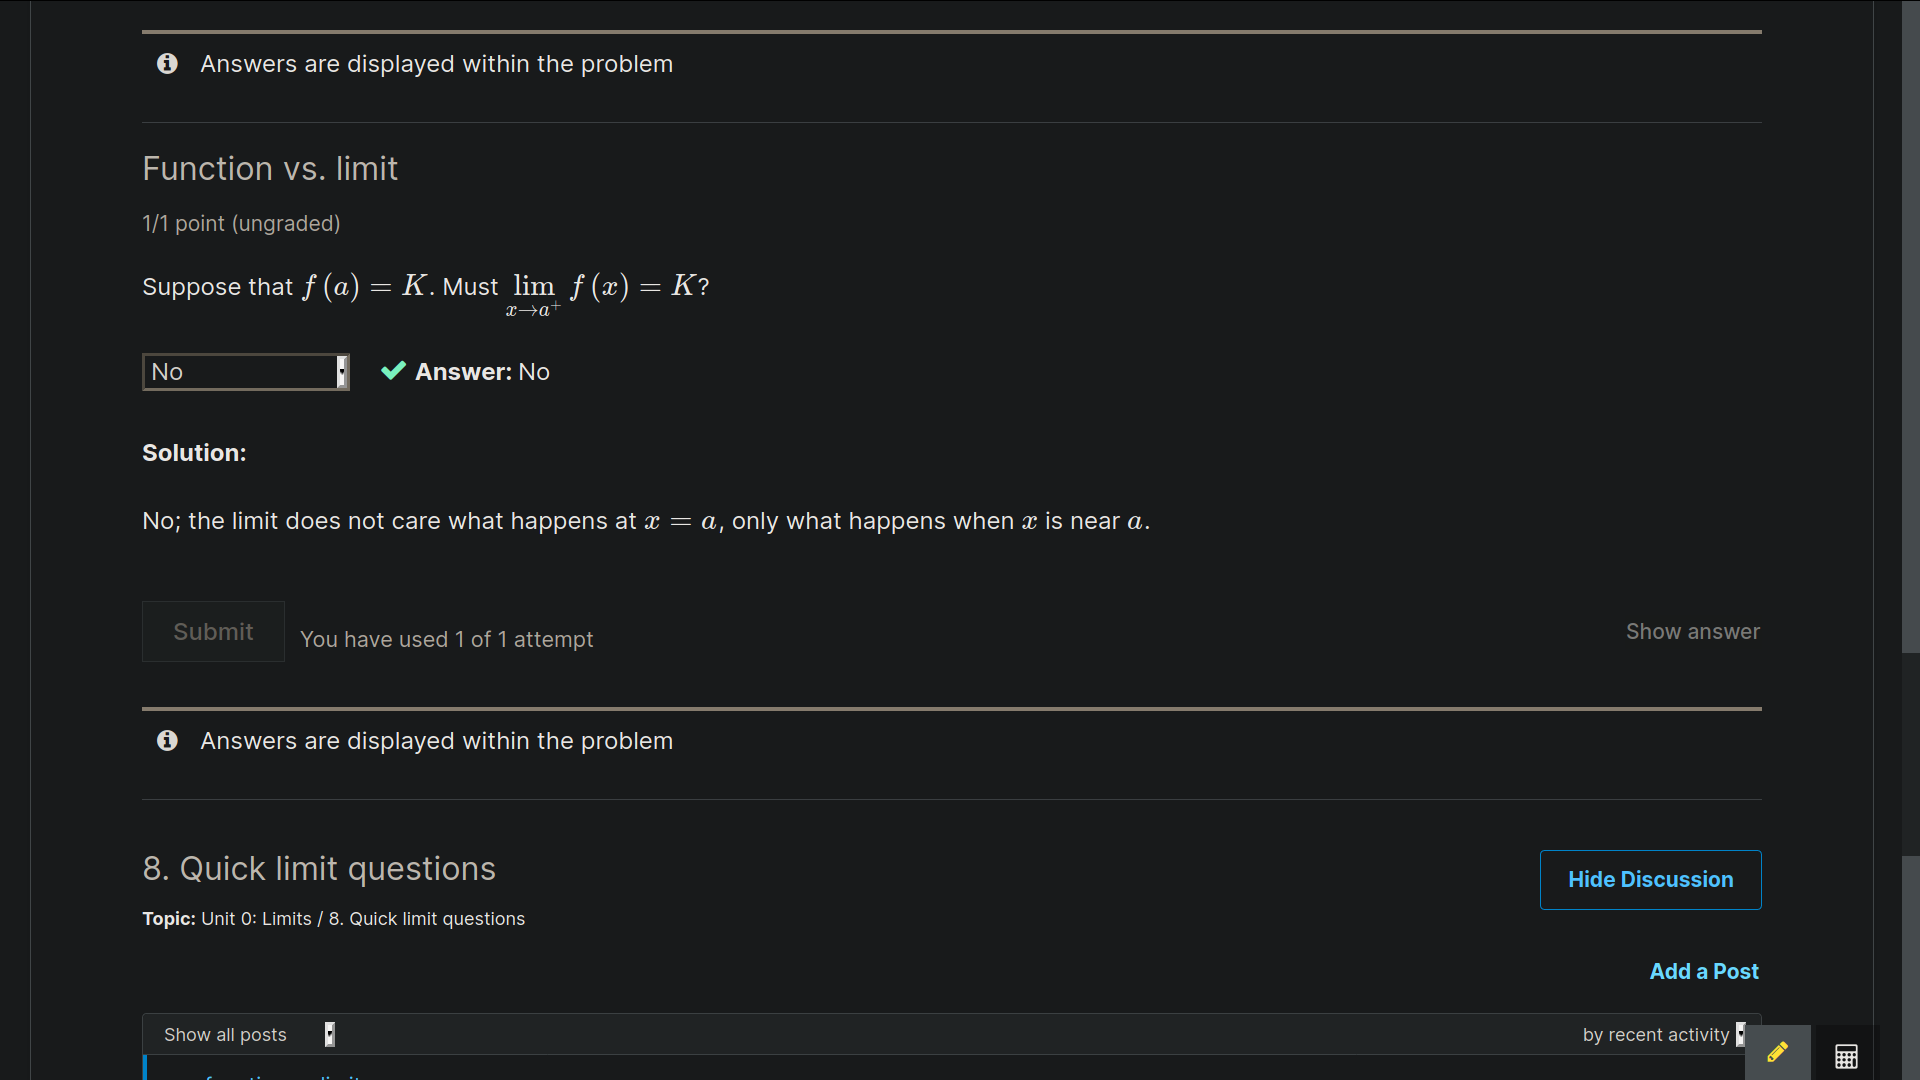 Answers are displayed within the problem
Function vs. limit
1/1 point (ungraded)
Suppose that f (a) = K. Must lim x→a⁺ f (x) = K?
No
Answer: No
Solution:
No; the limit does not care what happens at x = a, only what happens when x is near a.
Submit
You have used 1 of 1 attempt
Show answer
Answers are displayed within the problem
8. Quick limit questions
Hide Discussion
Topic: Unit 0: Limits / 8. Quick limit questions
Add a Post
Show all posts
by recent activity